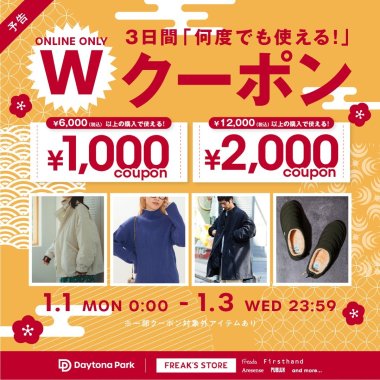 予告
ONLINE ONLY
3日間「何度でも使える!」
Wクーポン
¥6,000(税込)以上の購入で使える!
¥1,000
coupon
¥12,000(税込)以上の購入で使える!
¥2,000
coupon
1.1 MON 0:00 - 1.3 WED 23:59
※一部クーポン対象外アイテムあり
Daytona Park
FREAK'S STORE
Firsthand
and more...